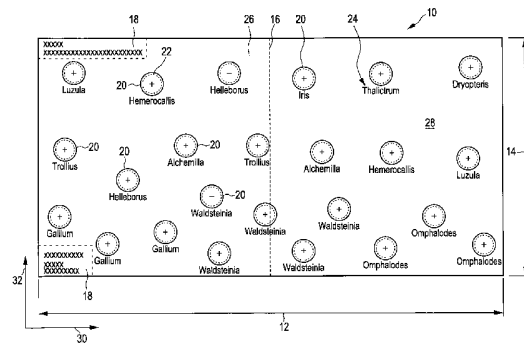 18
22
26
16
20
24
10
XXXXX
XXXXXXXXXXXXXXXXXXXXXXXX
20
Luzula
Hemerocallis
Helleborus
Iris
Thalictrum
Dryopteris
28
14
20
20
20
Trollius
Alchemilla
Trollius
Alchemilla
Hemerocallis
Luzula
Helleborus
20
Waldsteinia
Waldsteinia
Waldsteinia
Gallium
Gallium
Gallium
Omphalodes
XXXXXXXXXX
XXXXX
XXXXXXXXX
18
Waldsteinia
Waldsteinia
Omphalodes
Omphalodes
32
30
12